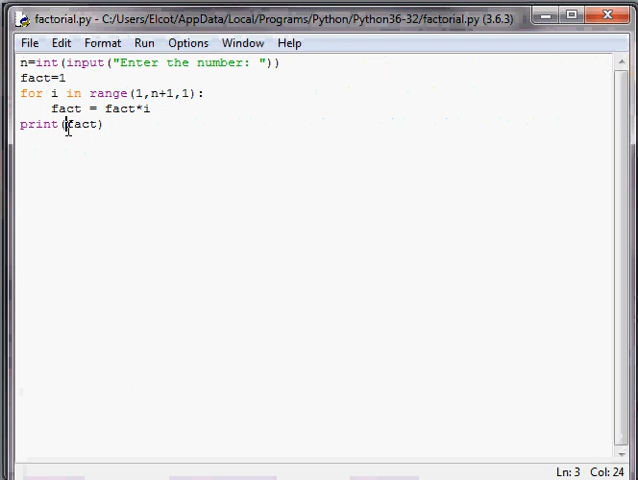 factorial.py - C:/Users/Elcot/AppData/Local/Programs/Python/Python36-32/factorial.py (3.6.3)
File Edit Format Run Options Window Help
n=int(input("Enter the number: "))
fact=1
for i in range(1,n+1,1):
    fact = fact*i
print(fact)
Ln: 3 Col: 24